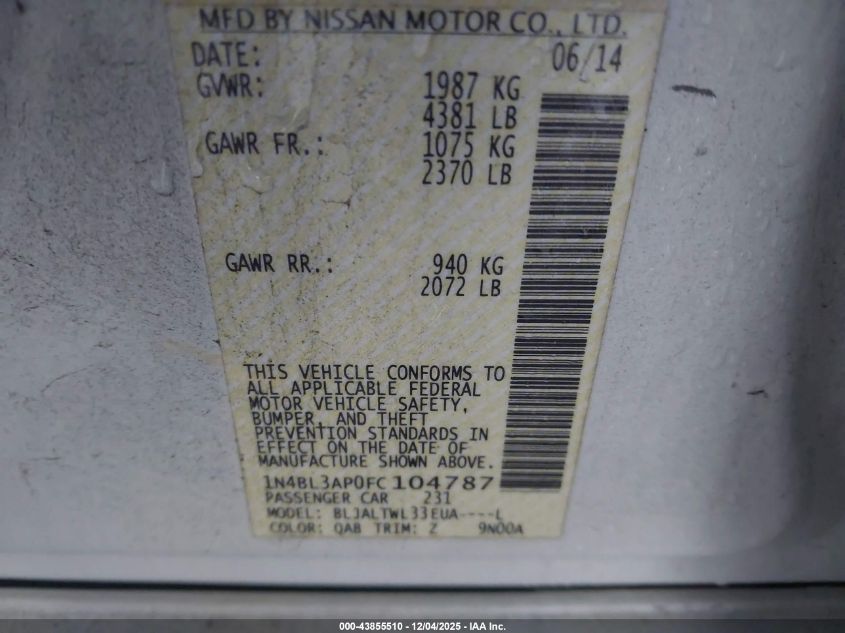 MFD BY NISSAN MOTOR CO., LTD.
DATE: 06/14
GVWR: 1987 KG
4381 LB
GAWR FR.: 1075 KG
2370 LB
GAWR RR.: 940 KG
2072 LB
THIS VEHICLE CONFORMS TO
ALL APPLICABLE FEDERAL
MOTOR VEHICLE SAFETY,
BUMPER, AND THEFT
PREVENTION STANDARDS IN
EFFECT ON THE DATE OF
MANUFACTURE SHOWN ABOVE.
1N4BL3AP0FC104787
PASSENGER CAR 231
MODEL: BLJALTWL33EUA----L
COLOR: QAB TRIM: Z 9N00A
000-43855510 - 12/04/2025 - IAA Inc.